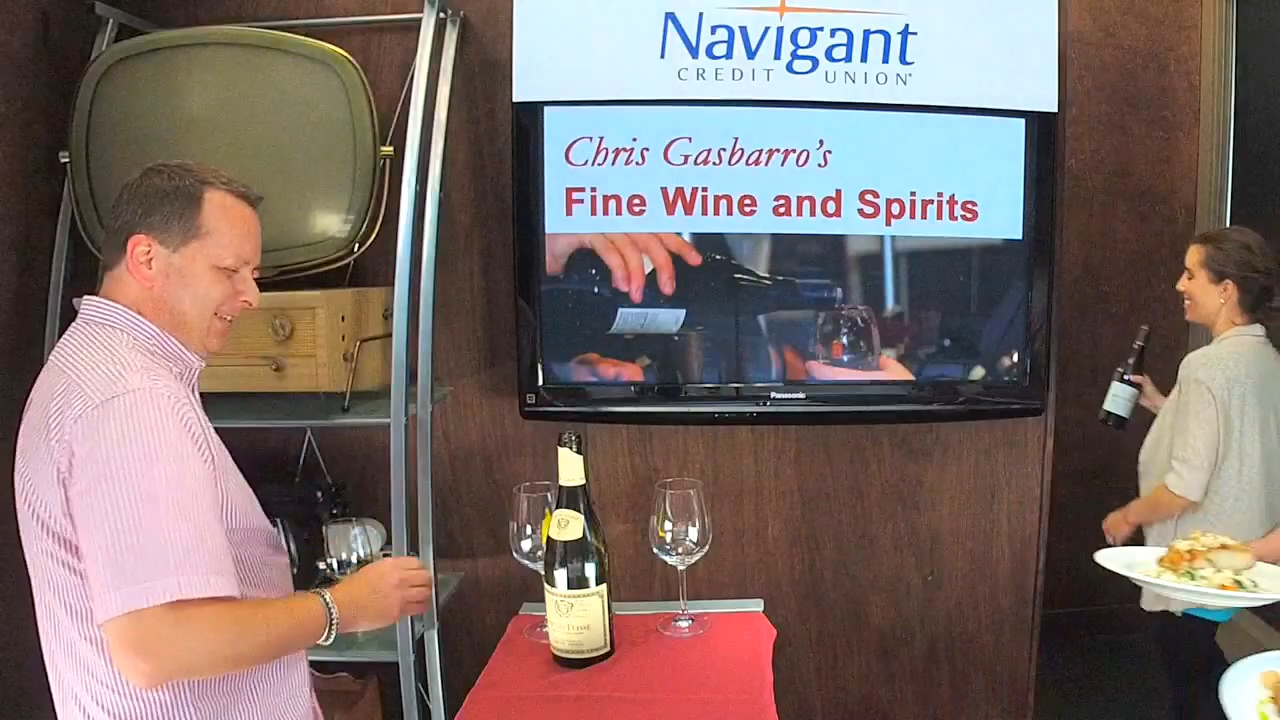 Navigant
CREDIT UNION®
Chris Gasbarro's
Fine Wine and Spirits
Panasonic